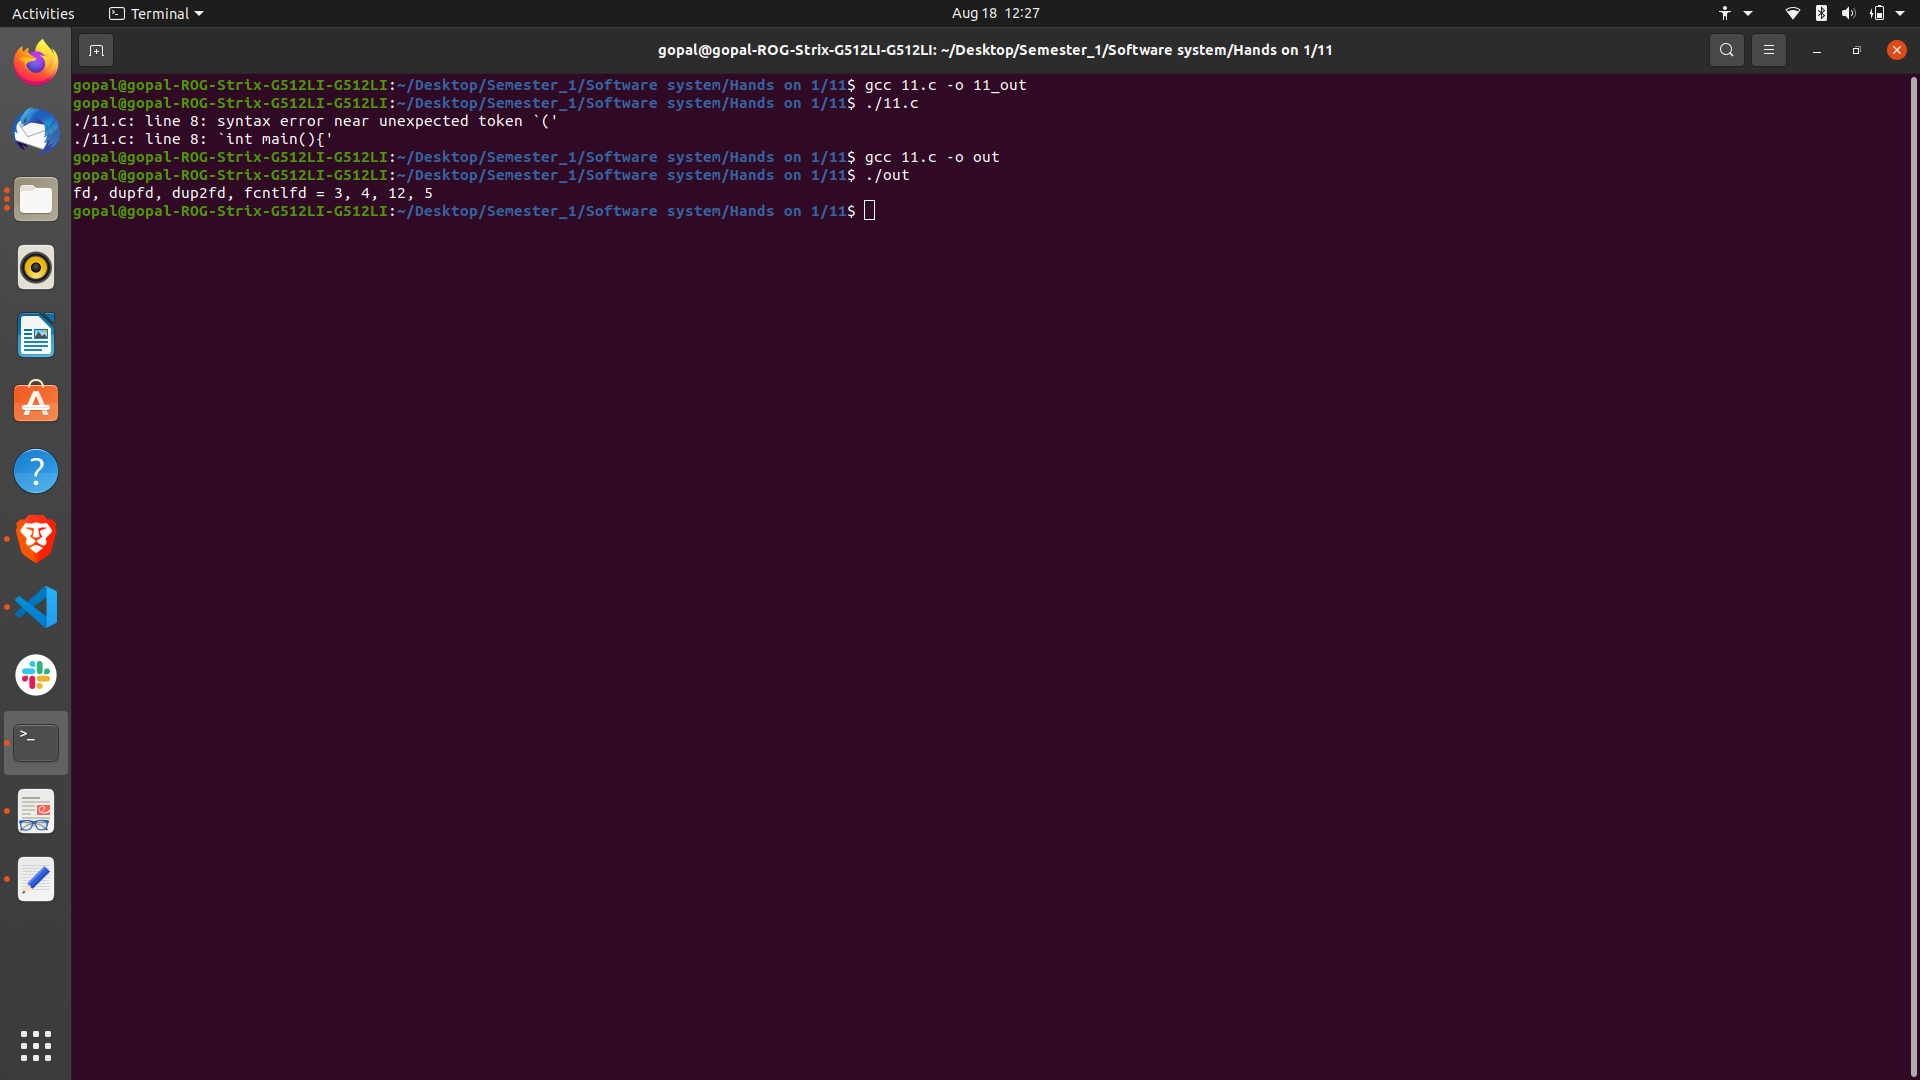 Activities
Terminal
Aug 18 12:27
gopal@gopal-ROG-Strix-G512LI-G512LI: ~/Desktop/Semester_1/Software system/Hands on 1/11
gopal@gopal-ROG-Strix-G512LI-G512LI:~/Desktop/Semester_1/Software system/Hands on 1/11$ gcc 11.c -o 11_out
gopal@gopal-ROG-Strix-G512LI-G512LI:~/Desktop/Semester_1/Software system/Hands on 1/11$ ./11.c
./11.c: line 8: syntax error near unexpected token `('
./11.c: line 8: `int main(){'
gopal@gopal-ROG-Strix-G512LI-G512LI:~/Desktop/Semester_1/Software system/Hands on 1/11$ gcc 11.c -o out
gopal@gopal-ROG-Strix-G512LI-G512LI:~/Desktop/Semester_1/Software system/Hands on 1/11$ ./out
fd, dupfd, dup2fd, fcntlfd = 3, 4, 12, 5
gopal@gopal-ROG-Strix-G512LI-G512LI:~/Desktop/Semester_1/Software system/Hands on 1/11$